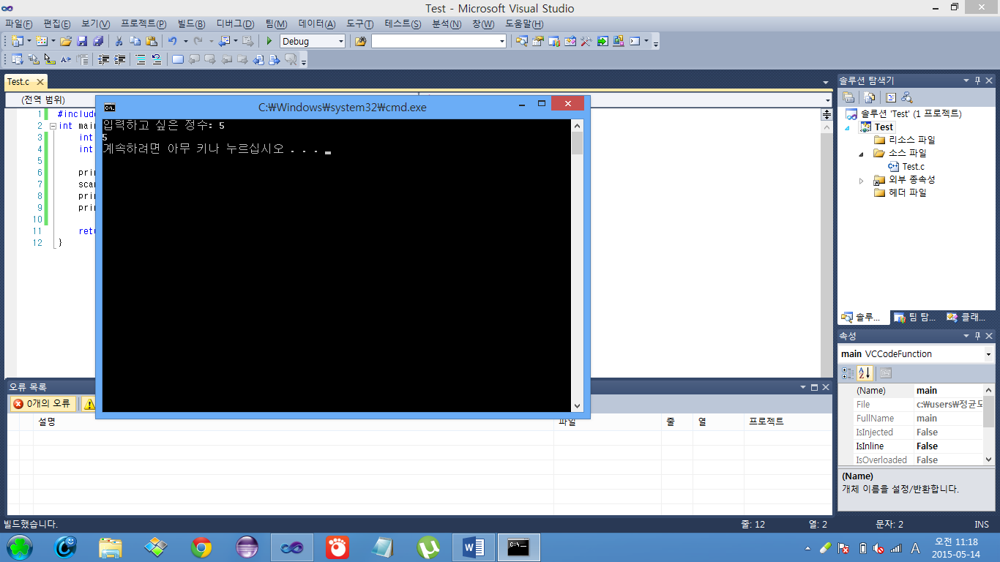 Test - Microsoft Visual Studio
파일(F) 편집(E) 보기(V) 프로젝트(P) 빌드(B) 디버그(D) 팀(M) 데이터(A) 도구(T) 테스트(S) 분석(N) 창(W) 도움말(H)
Debug
Test.c
(전역 범위)
C:₩Windows₩system32₩cmd.exe
입력하고 싶은 정수: 5
5
계속하려면 아무 키나 누르십시오 . . .
1 #include
2 int main
3 int
4 int
5
6 prin
7 scan
8 prin
9 prin
10
11 retu
12 }
솔루션 탐색기
솔루션 'Test' (1 프로젝트)
Test
리소스 파일
소스 파일
Test.c
외부 종속성
헤더 파일
솔루... 팀 탐... 클래...
속성
main VCCodeFunction
(Name) main
File c:₩users₩정균도
FullName main
IsInjected False
IsInline False
IsOverloaded False
(Name)
개체 이름을 설정/반환합니다.
오류 목록
0개의 오류
설명 파일 줄 열 프로젝트
빌드했습니다. 줄: 12 열: 2 문자: 2 INS
A 오전 11:18
2015-05-14